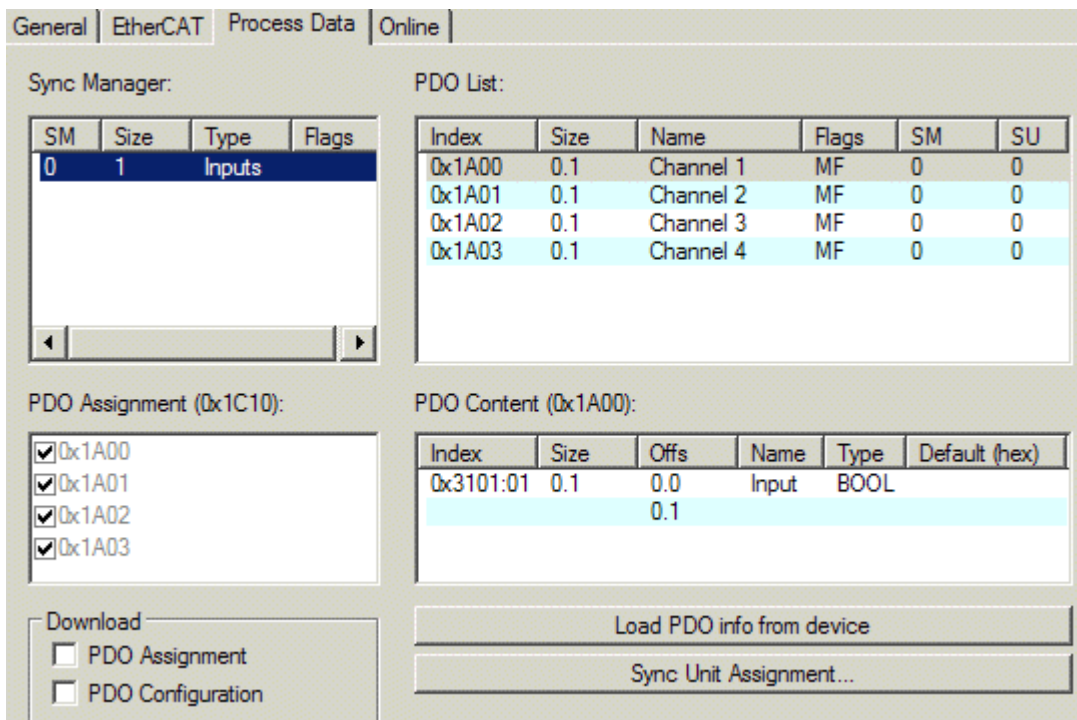 General EtherCAT Process Data Online
Sync Manager:
SM Size Type Flags
0 1 Inputs
PDO List:
Index Size Name Flags SM SU
0x1A00 0.1 Channel 1 MF 0 0
0x1A01 0.1 Channel 2 MF 0 0
0x1A02 0.1 Channel 3 MF 0 0
0x1A03 0.1 Channel 4 MF 0 0
PDO Assignment (0x1C10):
0x1A00
0x1A01
0x1A02
0x1A03
PDO Content (0x1A00):
Index Size Offs Name Type Default (hex)
0x3101:01 0.1 0.0 Input BOOL
0.1
Download
PDO Assignment
PDO Configuration
Load PDO info from device
Sync Unit Assignment...